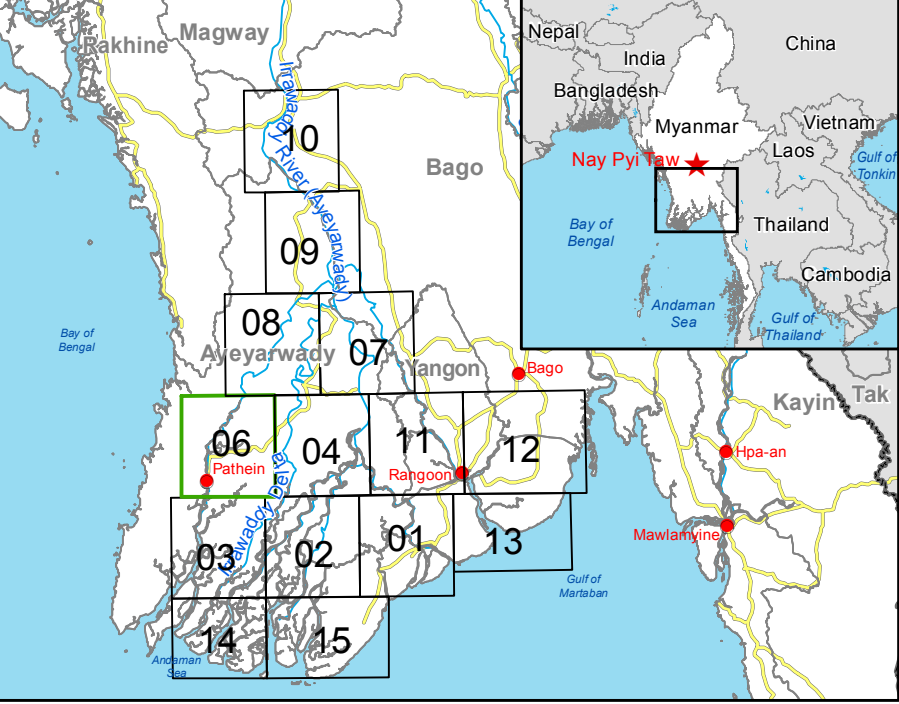 Rakhine
Magway
Irrawaddy River (Ayeyarwady)
10
Bago
09
08
Ayeyarwady
07
Yangon
Bay of
Bengal
Bago
06
Pathein
04
11
Rangoon
12
Irrawaddy Delta
03
02
01
13
14
15
Andaman
Sea
Gulf of
Martaban
Kayin
Tak
Hpa-an
Mawlamyine
Nepal
India
China
Bangladesh
Myanmar
Vietnam
Nay Pyi Taw
Laos
Gulf of
Tonkin
Bay of
Bengal
Thailand
Cambodia
Andaman
Sea
Gulf of
Thailand